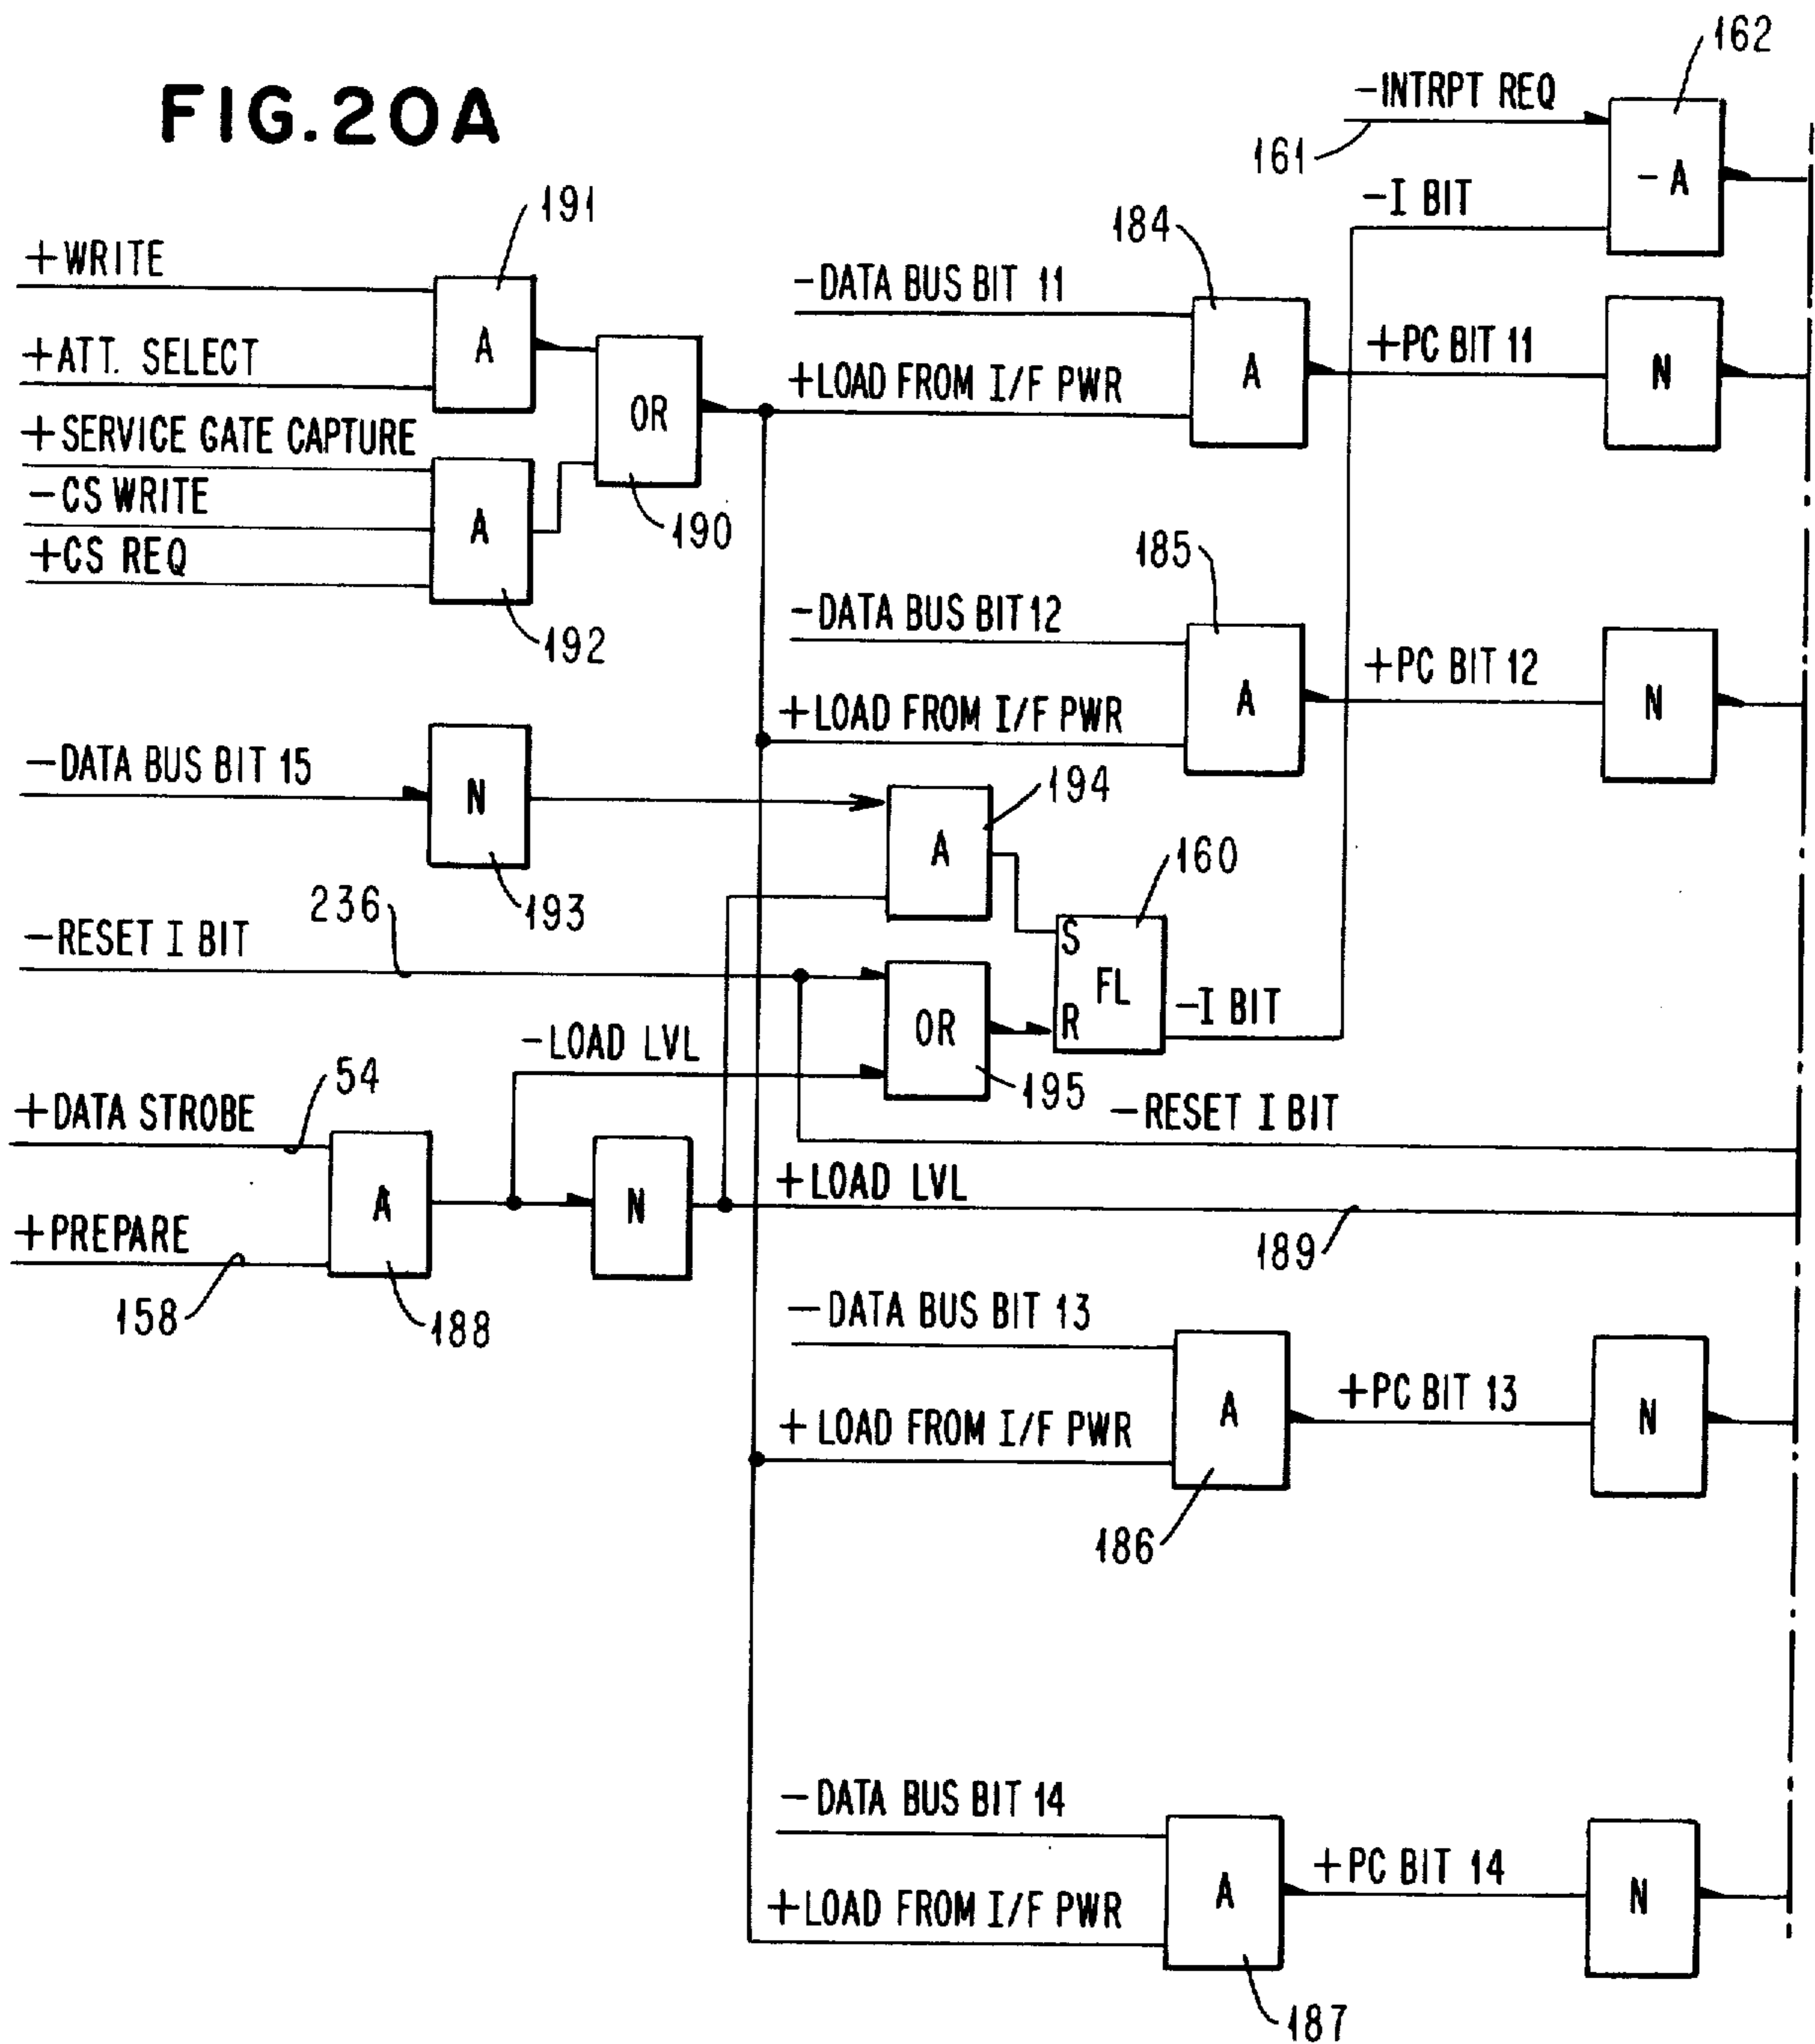 FIG.20A
162
-INTRPT REQ
161
-A
-I BIT
191
+WRITE
A
+ATT. SELECT
184
-DATA BUS BIT 11
A
+LOAD FROM I/F PWR
+PC BIT 11
N
OR
190
+SERVICE GATE CAPTURE
-CS WRITE
+CS REQ
A
192
185
-DATA BUS BIT 12
A
+LOAD FROM I/F PWR
+PC BIT 12
N
-DATA BUS BIT 15
N
193
194
A
160
236
-RESET I BIT
S
FL
R
-I BIT
OR
195
-LOAD LVL
54
+DATA STROBE
A
+PREPARE
158
188
N
-RESET I BIT
+LOAD LVL
189
-DATA BUS BIT 13
A
+LOAD FROM I/F PWR
186
+PC BIT 13
N
-DATA BUS BIT 14
A
+LOAD FROM I/F PWR
187
+PC BIT 14
N